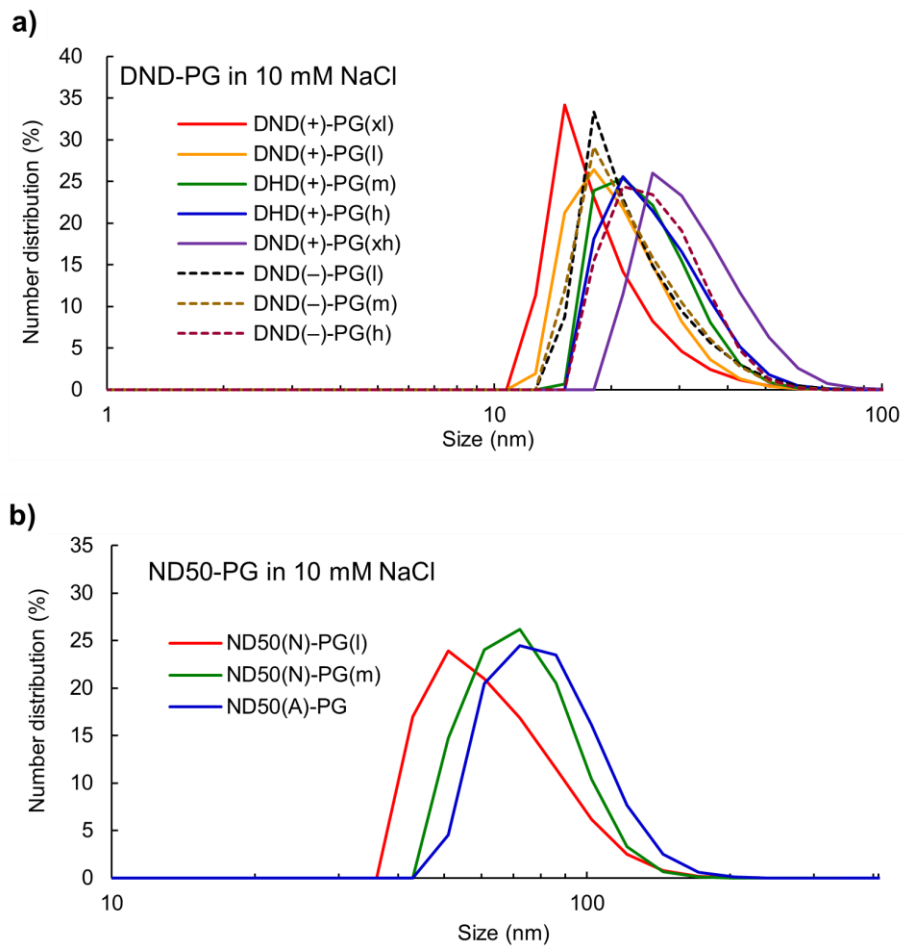 a)
DND-PG in 10 mM NaCl
Number distribution (%)
40
35
30
25
20
15
10
5
0
DND(+)-PG(xl)
DND(+)-PG(l)
DHD(+)-PG(m)
DHD(+)-PG(h)
DND(+)-PG(xh)
DND(–)-PG(l)
DND(–)-PG(m)
DND(–)-PG(h)
1
10
100
Size (nm)
b)
ND50-PG in 10 mM NaCl
Number distribution (%)
35
30
25
20
15
10
5
0
ND50(N)-PG(l)
ND50(N)-PG(m)
ND50(A)-PG
10
100
Size (nm)